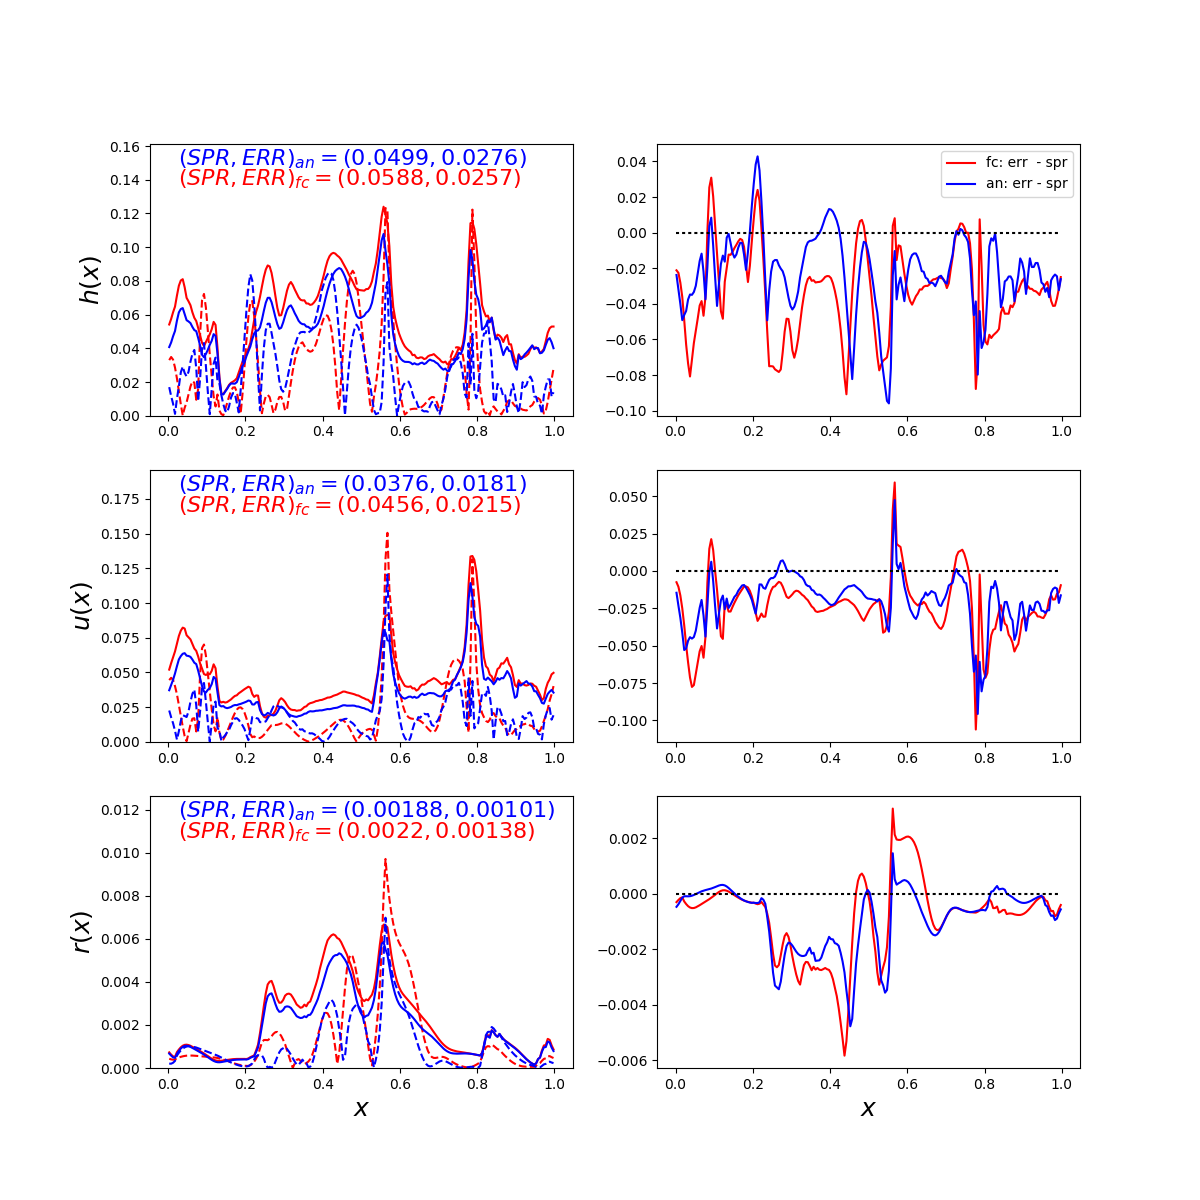 (SPR, ERR)an = (0.0499, 0.0276)
(SPR, ERR)fc = (0.0588, 0.0257)
h(x)
0.16
0.14
0.12
0.10
0.08
0.06
0.04
0.02
0.00
0.0 0.2 0.4 0.6 0.8 1.0
fc: err - spr
an: err - spr
0.04
0.02
0.00
−0.02
−0.04
−0.06
−0.08
−0.10
0.0 0.2 0.4 0.6 0.8 1.0
(SPR, ERR)an = (0.0376, 0.0181)
(SPR, ERR)fc = (0.0456, 0.0215)
u(x)
0.175
0.150
0.125
0.100
0.075
0.050
0.025
0.000
0.0 0.2 0.4 0.6 0.8 1.0
0.050
0.025
0.000
−0.025
−0.050
−0.075
−0.100
0.0 0.2 0.4 0.6 0.8 1.0
(SPR, ERR)an = (0.00188, 0.00101)
(SPR, ERR)fc = (0.0022, 0.00138)
r(x)
0.012
0.010
0.008
0.006
0.004
0.002
0.000
0.0 0.2 0.4 0.6 0.8 1.0
x
0.002
0.000
−0.002
−0.004
−0.006
0.0 0.2 0.4 0.6 0.8 1.0
x